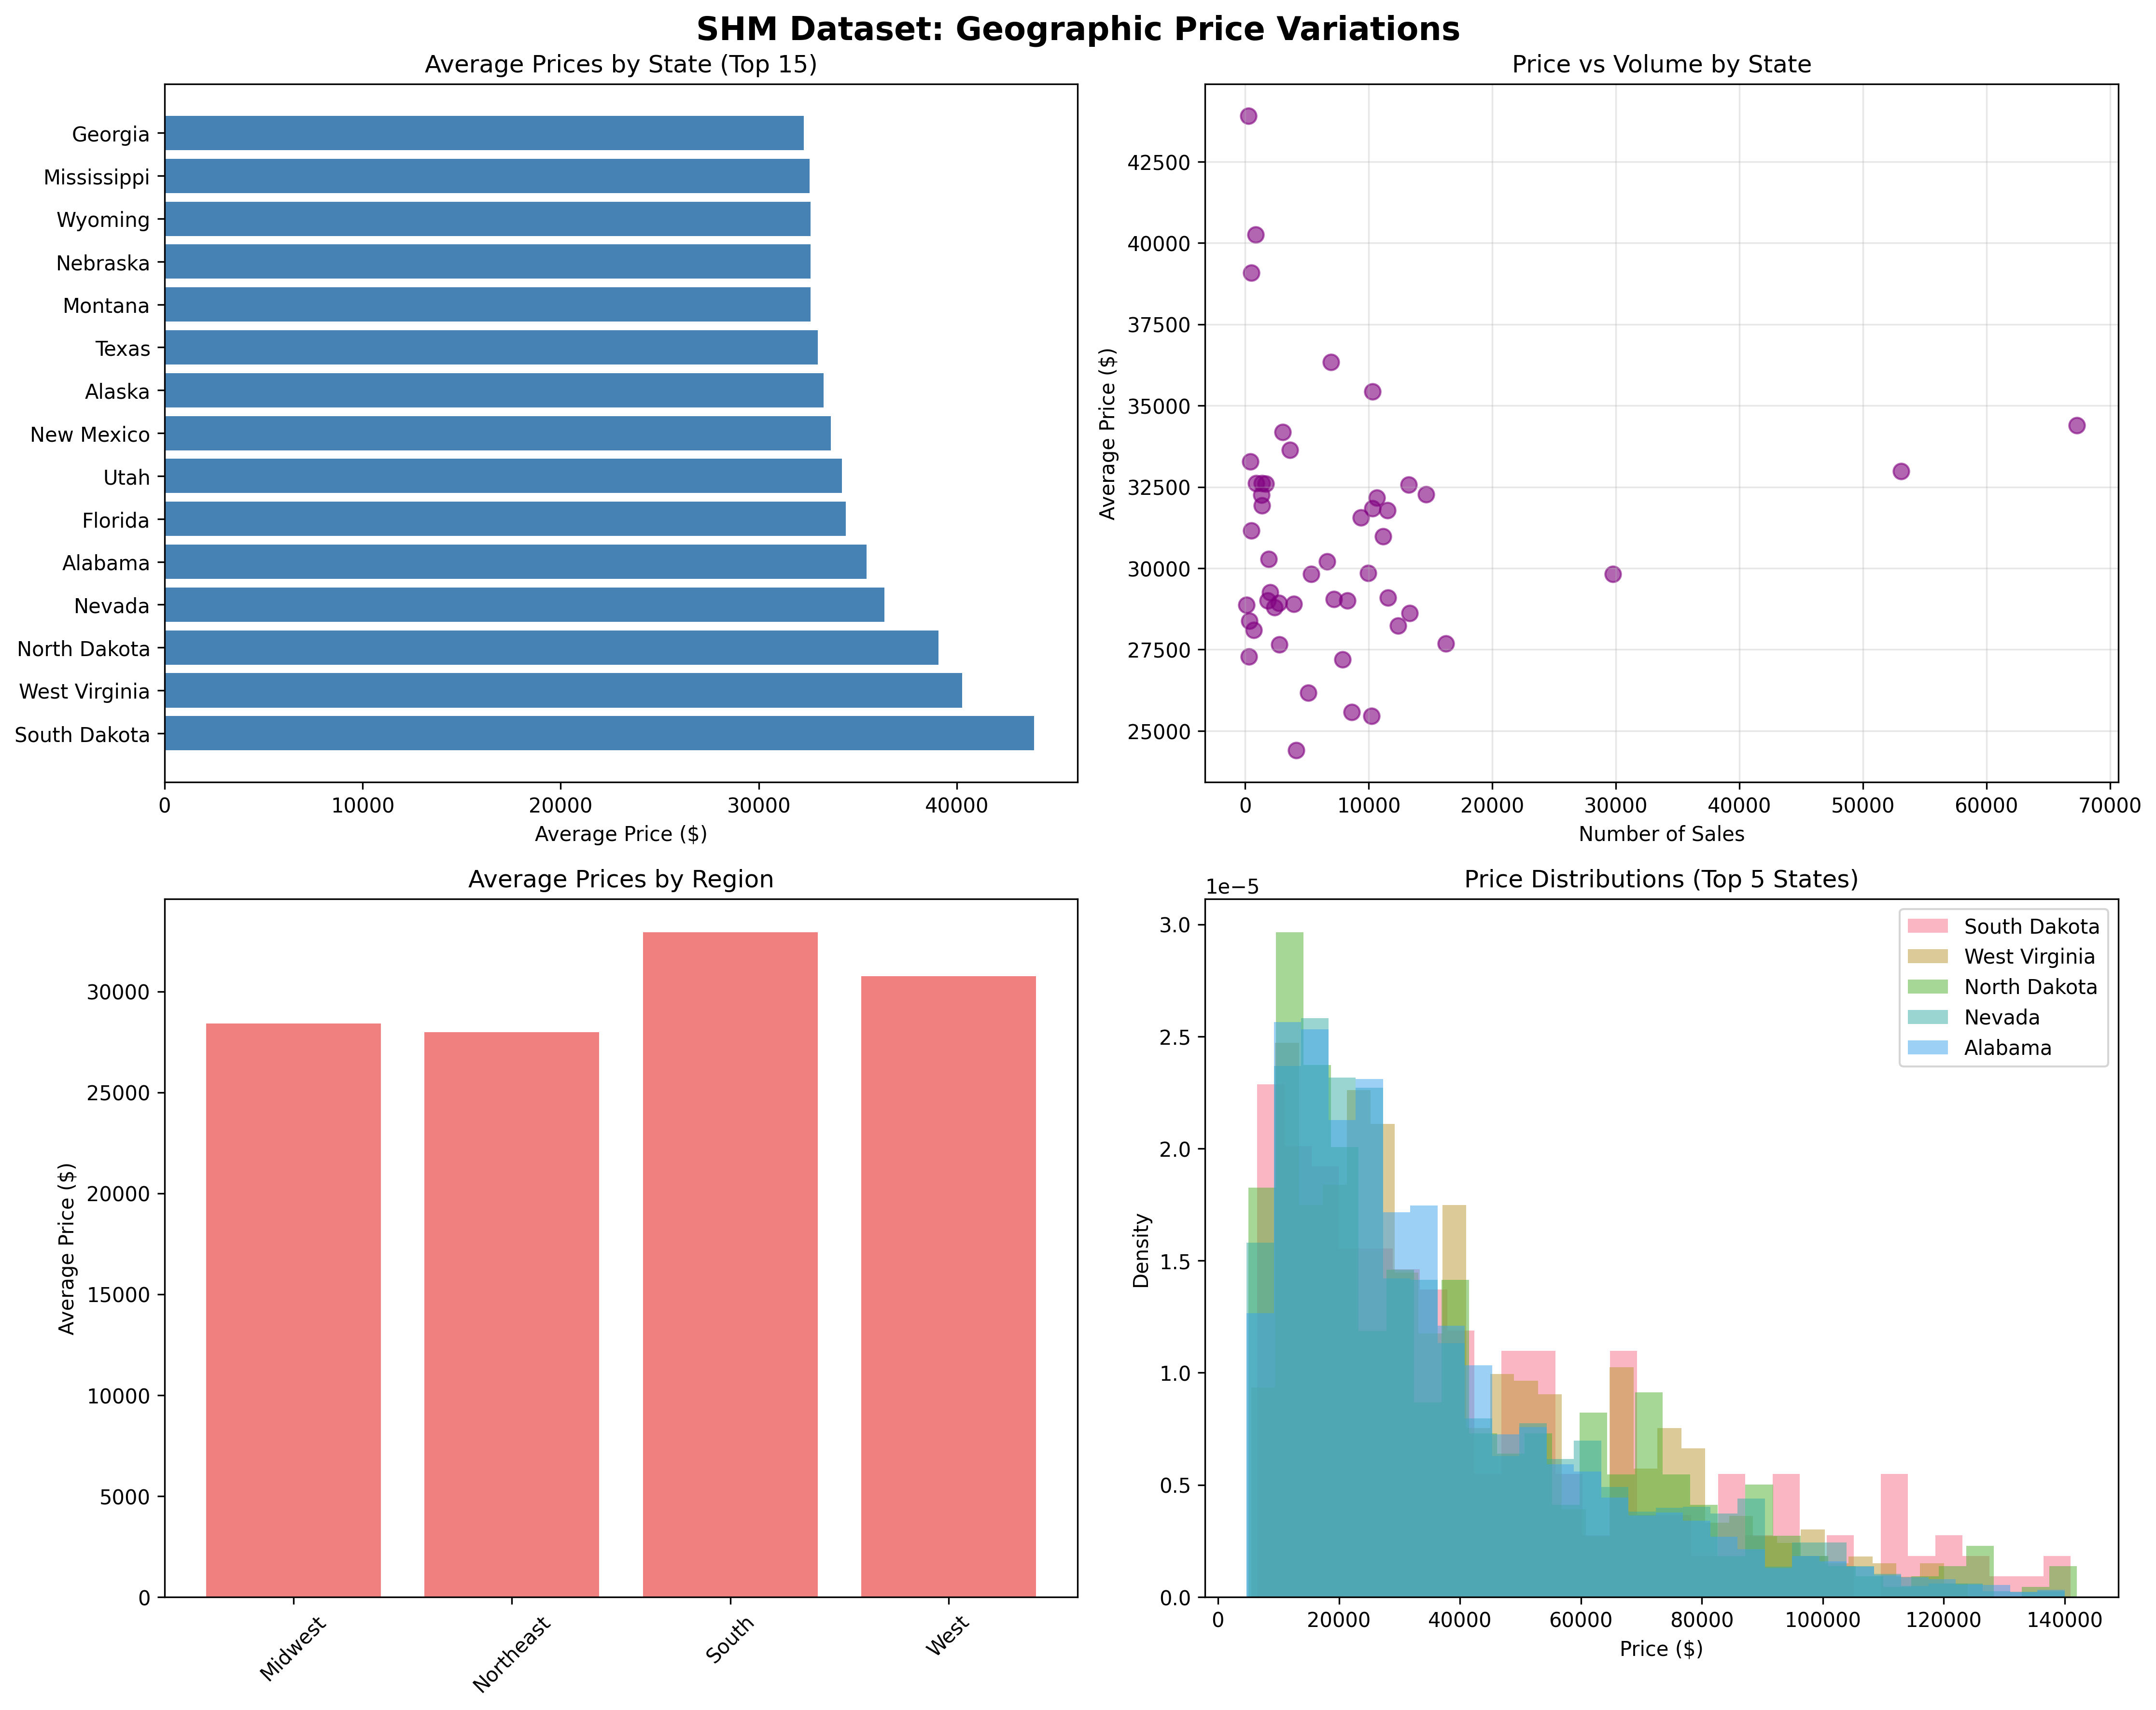 SHM Dataset: Geographic Price Variations
Average Prices by State (Top 15)
Georgia
Mississippi
Wyoming
Nebraska
Montana
Texas
Alaska
New Mexico
Utah
Florida
Alabama
Nevada
North Dakota
West Virginia
South Dakota
0 10000 20000 30000 40000
Average Price ($)
Price vs Volume by State
Average Price ($)
42500
40000
37500
35000
32500
30000
27500
25000
0 10000 20000 30000 40000 50000 60000 70000
Number of Sales
Average Prices by Region
Average Price ($)
30000
25000
20000
15000
10000
5000
0
Midwest
Northeast
South
West
Price Distributions (Top 5 States)
1e−5
Density
3.0
2.5
2.0
1.5
1.0
0.5
0.0
South Dakota
West Virginia
North Dakota
Nevada
Alabama
0 20000 40000 60000 80000 100000 120000 140000
Price ($)